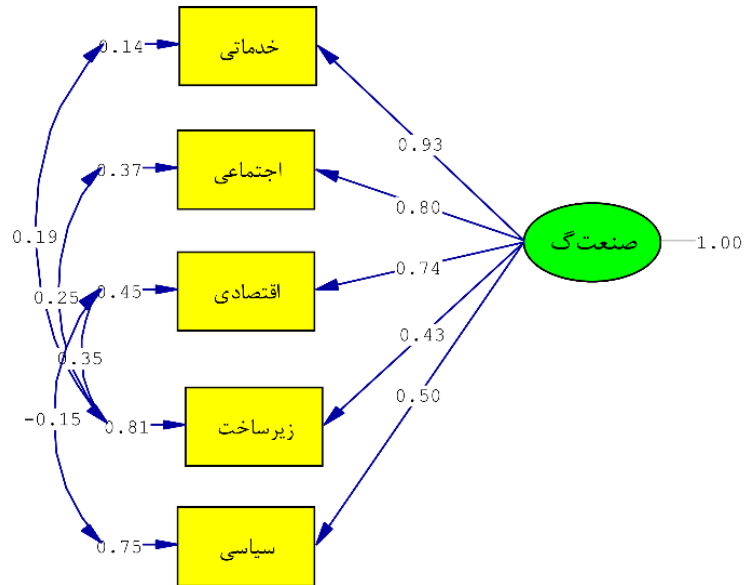 0.14 خدماتی
0.93
0.37 اجتماعی
0.80
0.19
صنعت گ 1.00
0.74
0.25 0.45 اقتصادی
0.43
0.35
0.50
-0.15
0.81 زیرساخت
0.75 سیاسی